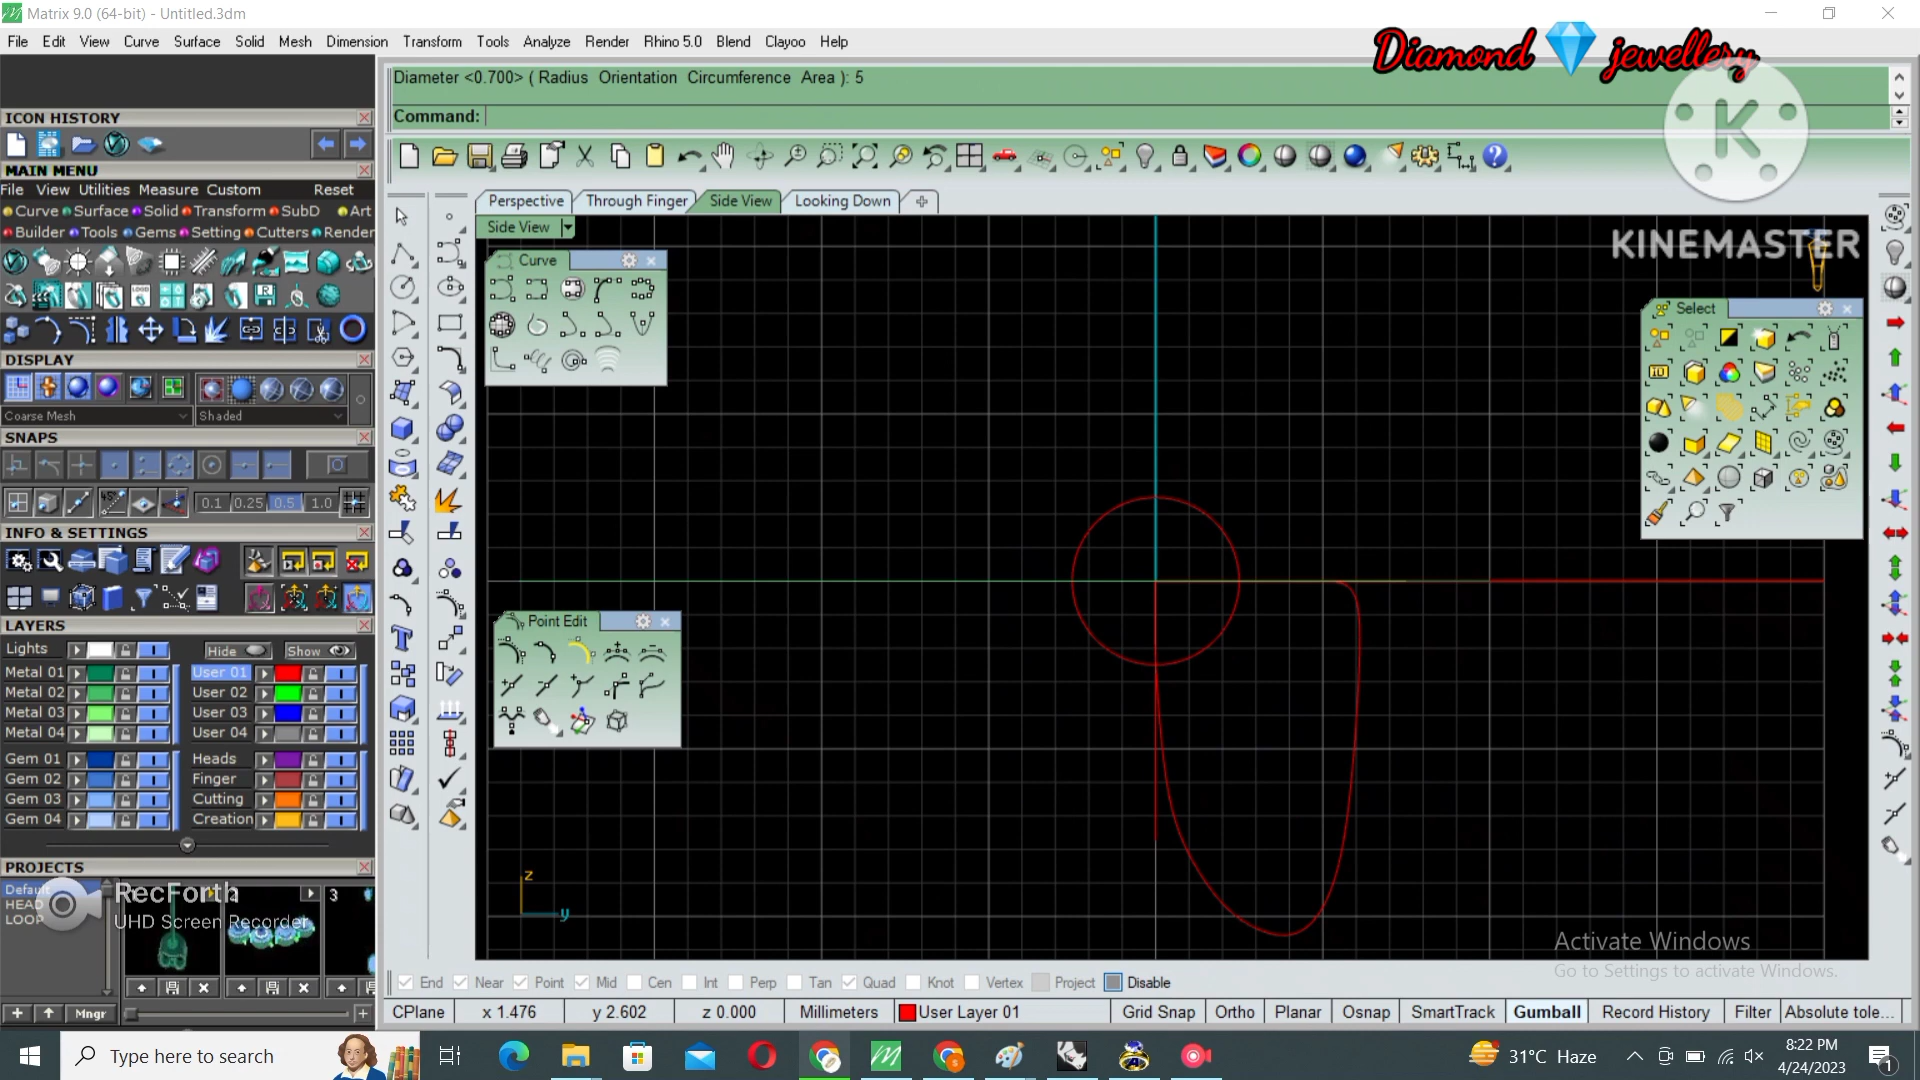 Matrix 9.0 (64-bit) - Untitled.3dm
File Edit View Curve Surface Solid Mesh Dimension Transform Tools Analyze Render Rhino 5.0 Blend Clayoo Help
Diamond jewellery
Diameter <0.700> ( Radius Orientation Circumference Area ): 5
Command:
K
ICON HISTORY
MAIN MENU
File View Utilities Measure Custom Reset
Curve Surface Solid Transform SubD Art
Builder Tools Gems Setting Cutters Render
Perspective Through Finger Side View Looking Down
Side View
KINEMASTER
Curve
Select
DISPLAY
Coarse Mesh Shaded
SNAPS
0.1 0.25 0.5 1.0
INFO & SETTINGS
Point Edit
LAYERS
Lights Hide Show
Metal 01 User 01
Metal 02 User 02
Metal 03 User 03
Metal 04 User 04
Gem 01 Heads
Gem 02 Finger
Gem 03 Cutting
Gem 04 Creation
PROJECTS
Default
HEAD
LOOP
RecForth
UHD Screen Recorder
3
Mngr
z
y
Activate Windows
Go to Settings to activate Windows.
End Near Point Mid Cen Int Perp Tan Quad Knot Vertex Project Disable
CPlane x 1.476 y 2.602 z 0.000 Millimeters User Layer 01 Grid Snap Ortho Planar Osnap SmartTrack Gumball Record History Filter Absolute tole...
Type here to search
31°C Haze
8:22 PM
4/24/2023
1